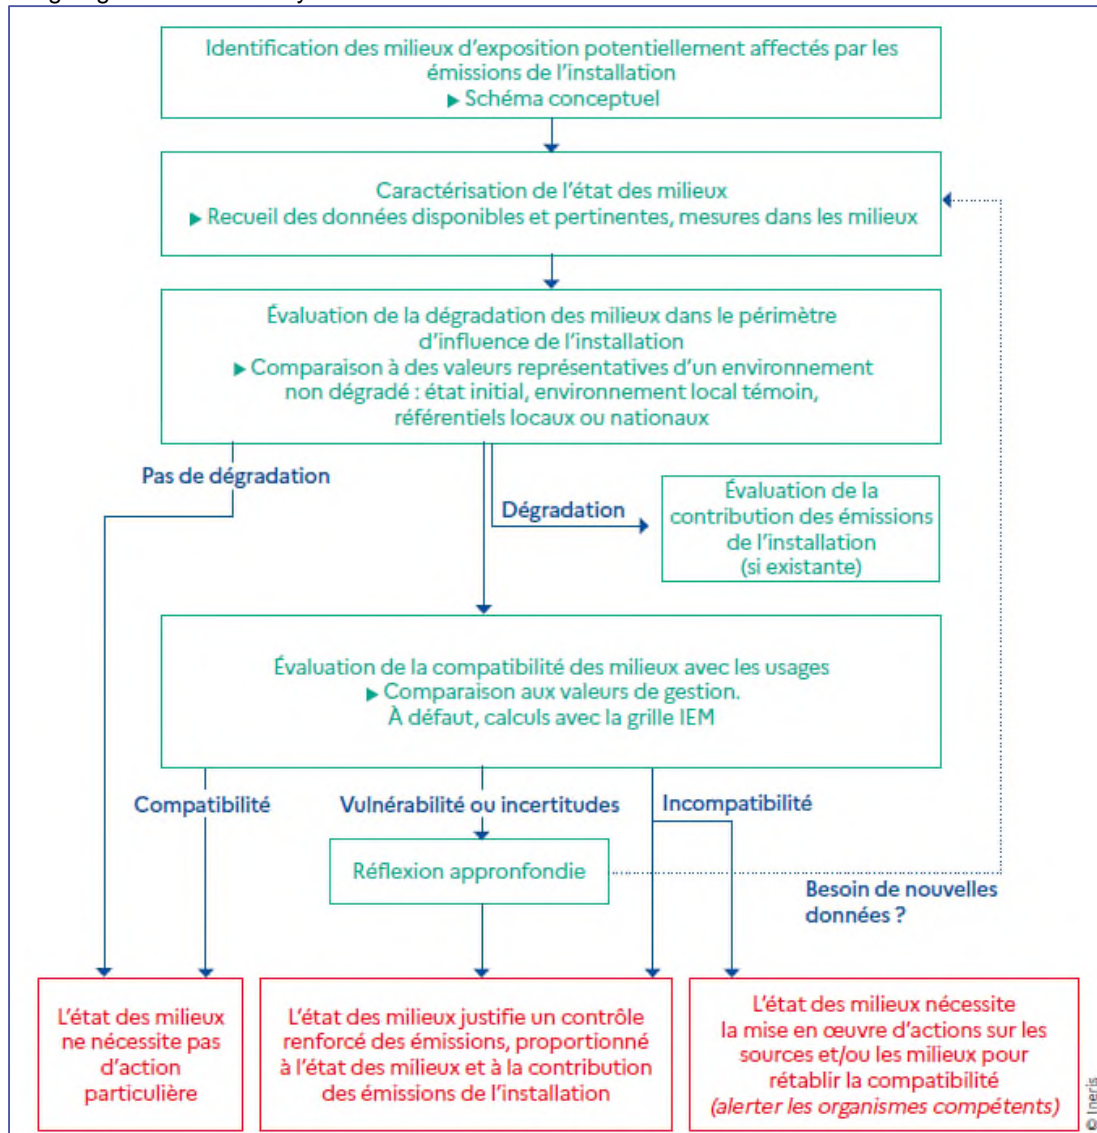 Identification des milieux d'exposition potentiellement affectés par les
émissions de l'installation
▶ Schéma conceptuel
Caractérisation de l'état des milieux
▶ Recueil des données disponibles et pertinentes, mesures dans les milieux
Évaluation de la dégradation des milieux dans le périmètre
d'influence de l'installation
▶ Comparaison à des valeurs représentatives d'un environnement
non dégradé : état initial, environnement local témoin,
référentiels locaux ou nationaux
Pas de dégradation
Dégradation
Évaluation de la
contribution des émissions
de l'installation
(si existante)
Évaluation de la compatibilité des milieux avec les usages
▶ Comparaison aux valeurs de gestion.
À défaut, calculs avec la grille IEM
Compatibilité
Vulnérabilité ou incertitudes
Incompatibilité
Réflexion appronfondie
Besoin de nouvelles
données ?
L'état des milieux
ne nécessite pas
d'action
particulière
L'état des milieux justifie un contrôle
renforcé des émissions, proportionné
à l'état des milieux et à la contribution
des émissions de l'installation
L'état des milieux nécessite
la mise en œuvre d'actions sur les
sources et/ou les milieux pour
rétablir la compatibilité
(alerter les organismes compétents)
© Ineris